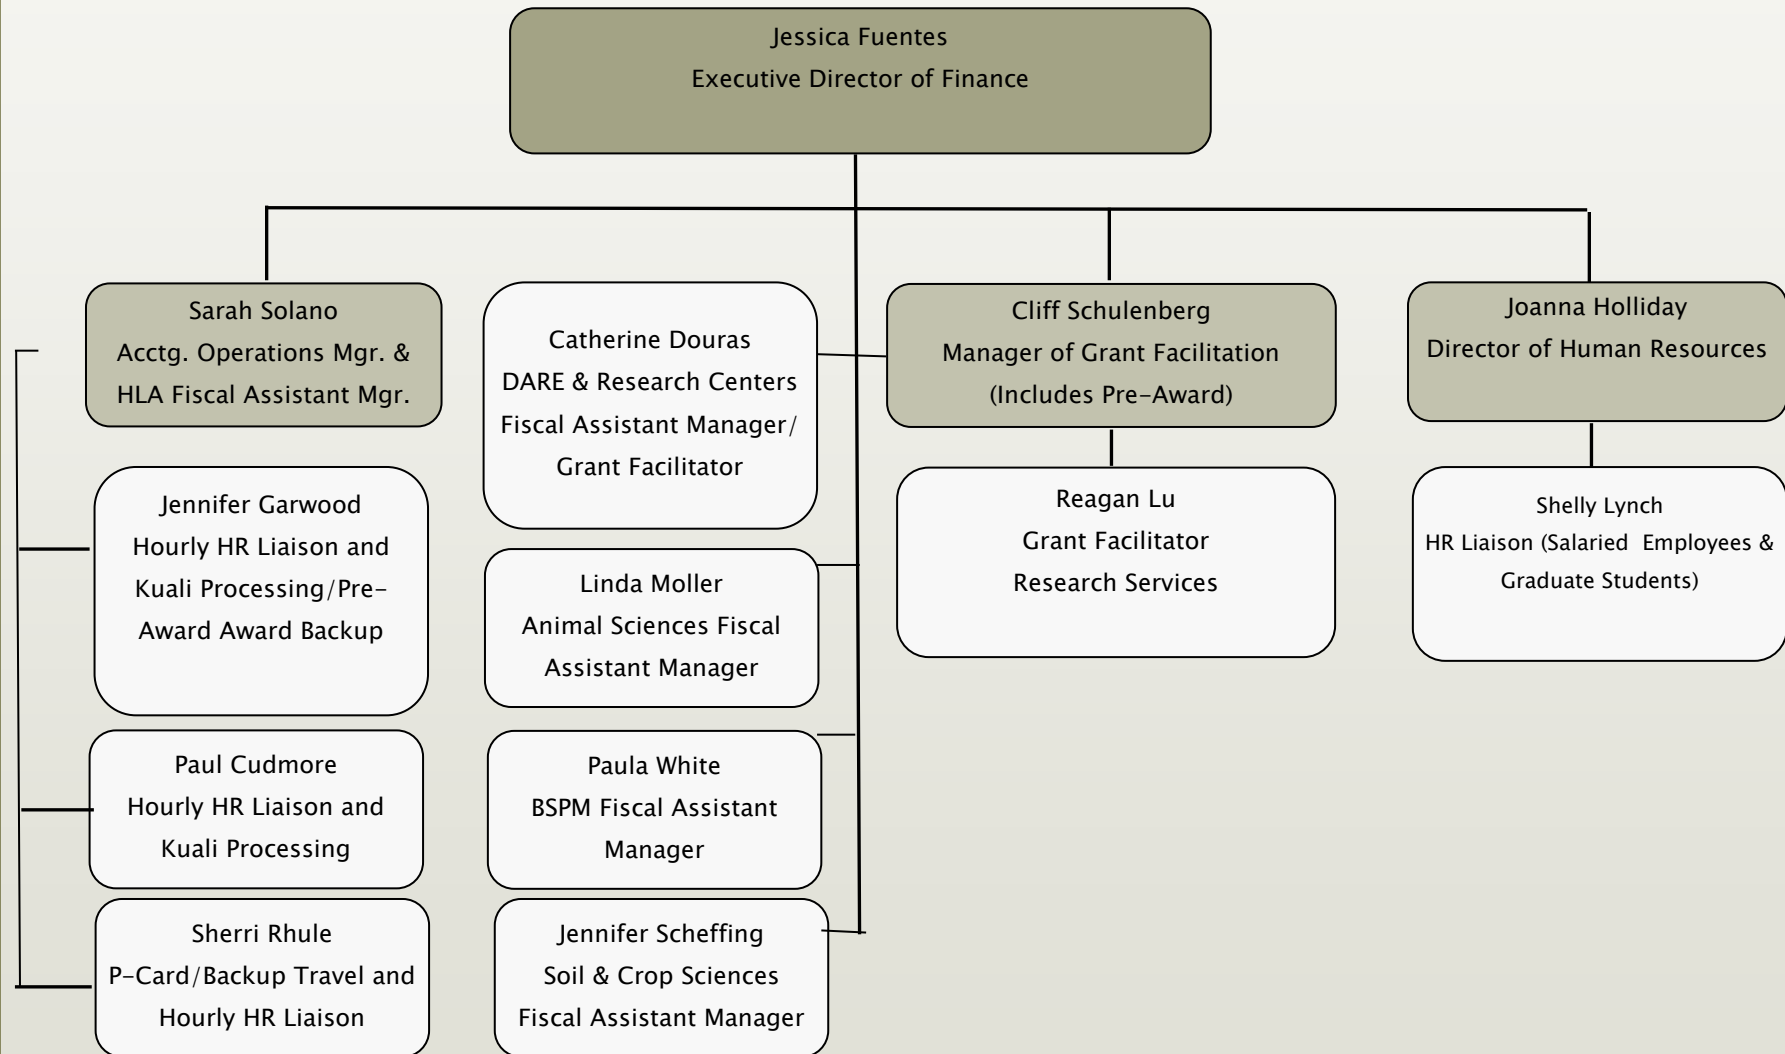 Jessica Fuentes
Executive Director of Finance
Sarah Solano
Acctg. Operations Mgr. &
HLA Fiscal Assistant Mgr.
Catherine Douras
DARE & Research Centers
Fiscal Assistant Manager/
Grant Facilitator
Cliff Schulenberg
Manager of Grant Facilitation
(Includes Pre-Award)
Joanna Holliday
Director of Human Resources
Jennifer Garwood
Hourly HR Liaison and
Kuali Processing/Pre-
Award Award Backup
Linda Moller
Animal Sciences Fiscal
Assistant Manager
Reagan Lu
Grant Facilitator
Research Services
Shelly Lynch
HR Liaison (Salaried  Employees &
Graduate Students)
Paul Cudmore
Hourly HR Liaison and
Kuali Processing
Paula White
BSPM Fiscal Assistant
Manager
Sherri Rhule
P-Card/Backup Travel and
Hourly HR Liaison
Jennifer Scheffing
Soil & Crop Sciences
Fiscal Assistant Manager